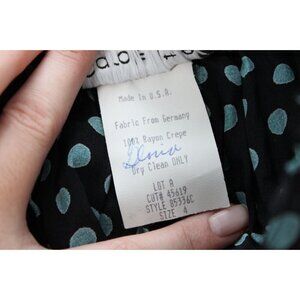 Made In U.S.A.
Fabric From Germany
100% Rayon Crepe
Dry Clean ONLY
LOT A
CUT# 45619
STYLE 85336C
SIZE 4